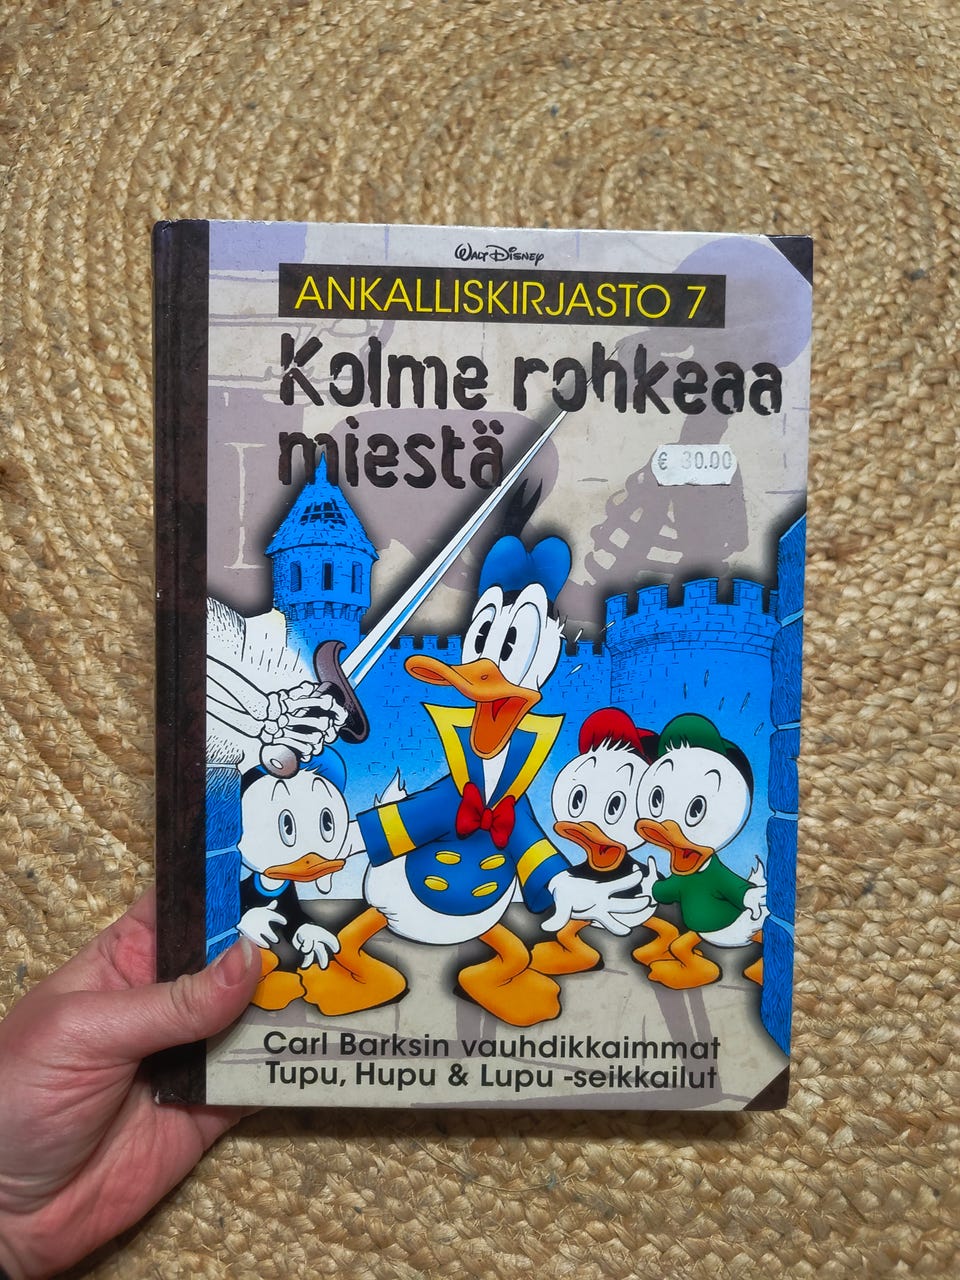 Walt Disney
ANKALLISKIRJASTO 7
Kolme rohkeaa
miestä
€ 30.00
Carl Barksin vauhdikkaimmat
Tupu, Hupu & Lupu -seikkailut